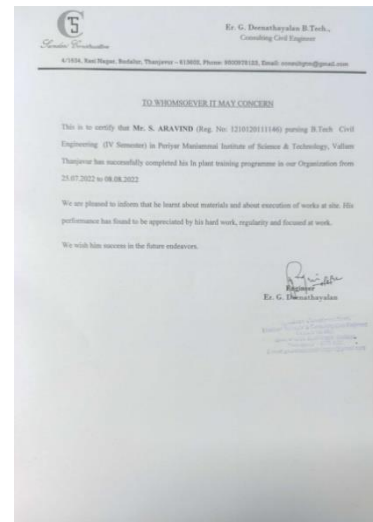 Er. G. Deenathayalan B.Tech.,
Consulting Civil Engineer
TO WHOMSOEVER IT MAY CONCERN
This is to certify that Mr. S. ARAVIND (Reg. No: 1210120111146) pursing B.Tech Civil
Engineering (IV Semester) in Periyar Maniammai Institute of Science & Technology, Vallam
Thanjavur has successfully completed his In plant training programme in our Organization from
25.07.2022 to 08.08.2022
We are pleased to inform that he learnt about materials and about execution of works at site. His
performance has found to be appreciated by his hard work, regularity and focused at work.
We wish him success in the future endeavors.
Engineer
Er. G. Deenathayalan